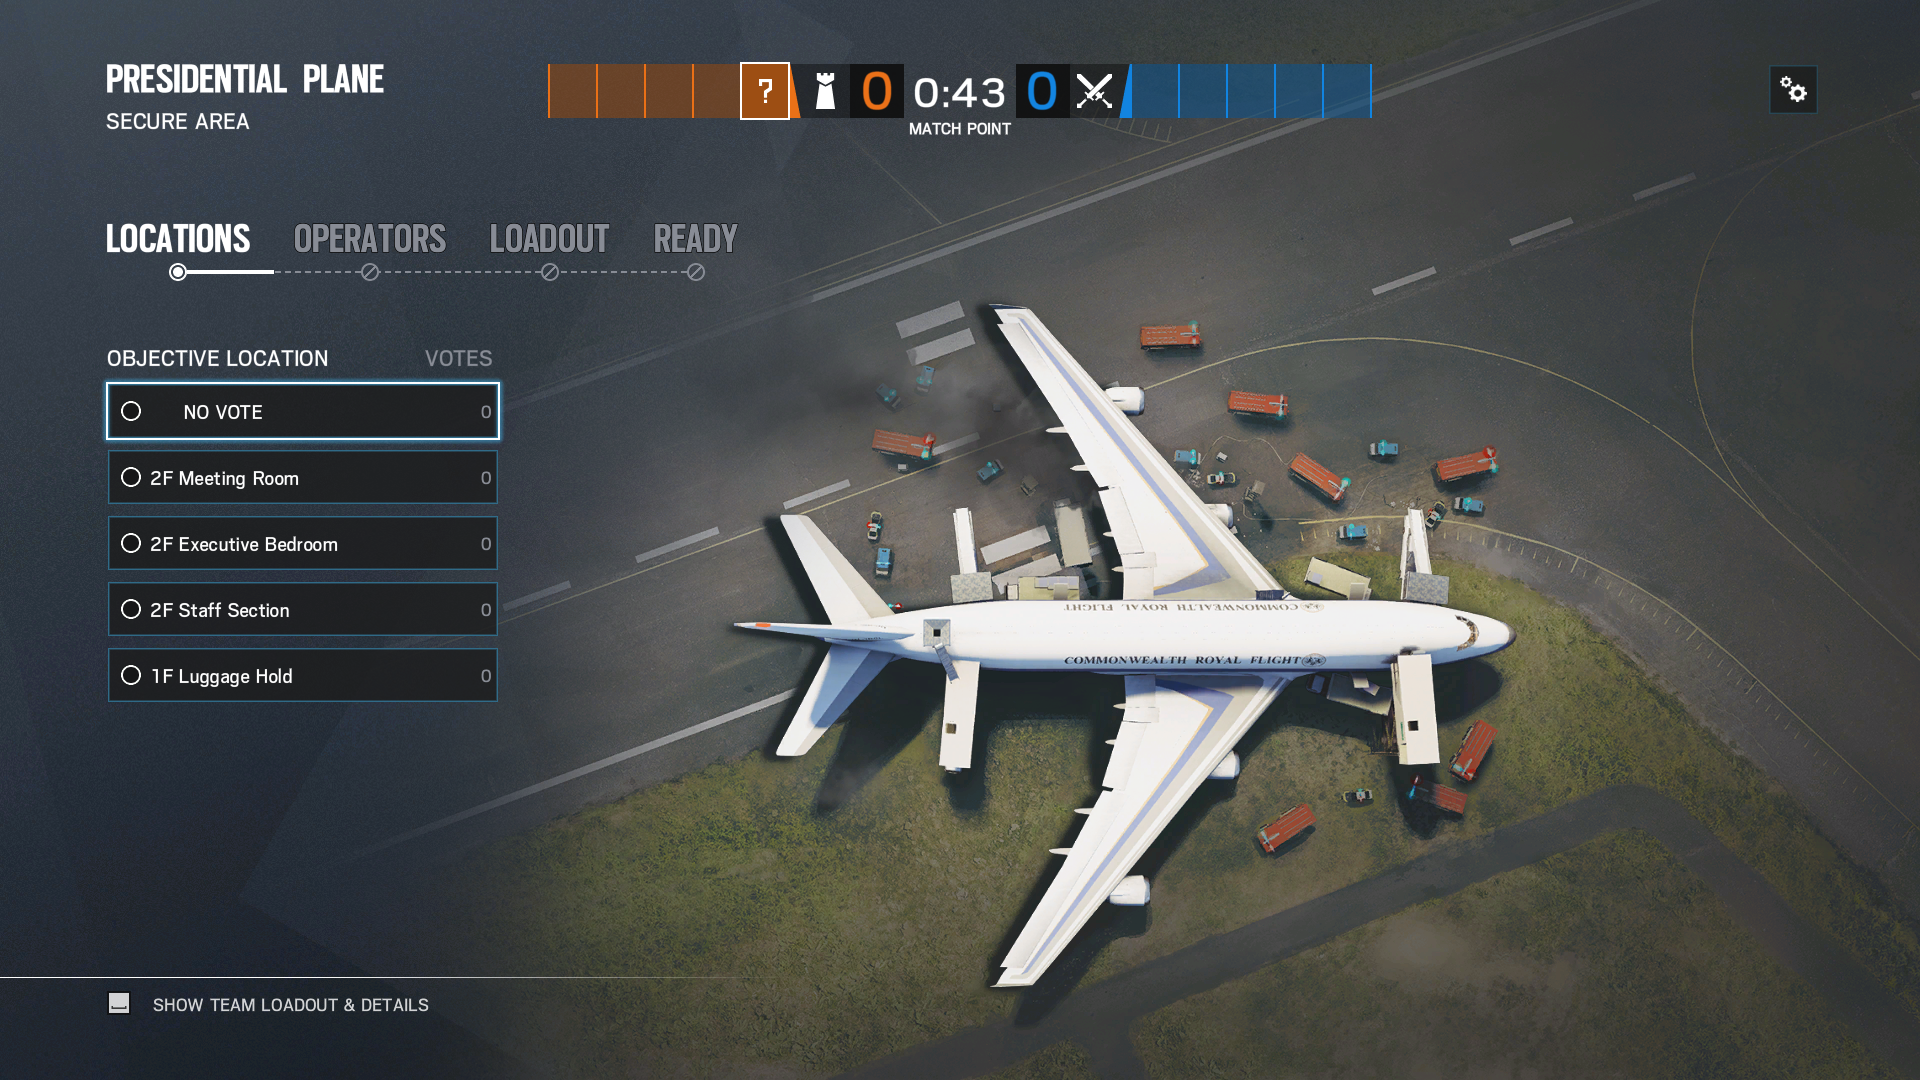 PRESIDENTIAL PLANE
SECURE AREA
?
0
0:43
0
MATCH POINT
LOCATIONS
OPERATORS
LOADOUT
READY
OBJECTIVE LOCATION
VOTES
NO VOTE
0
2F Meeting Room
0
2F Executive Bedroom
0
2F Staff Section
0
1F Luggage Hold
0
COMMONWEALTH ROYAL FLIGHT
COMMONWEALTH ROYAL FLIGHT
SHOW TEAM LOADOUT & DETAILS